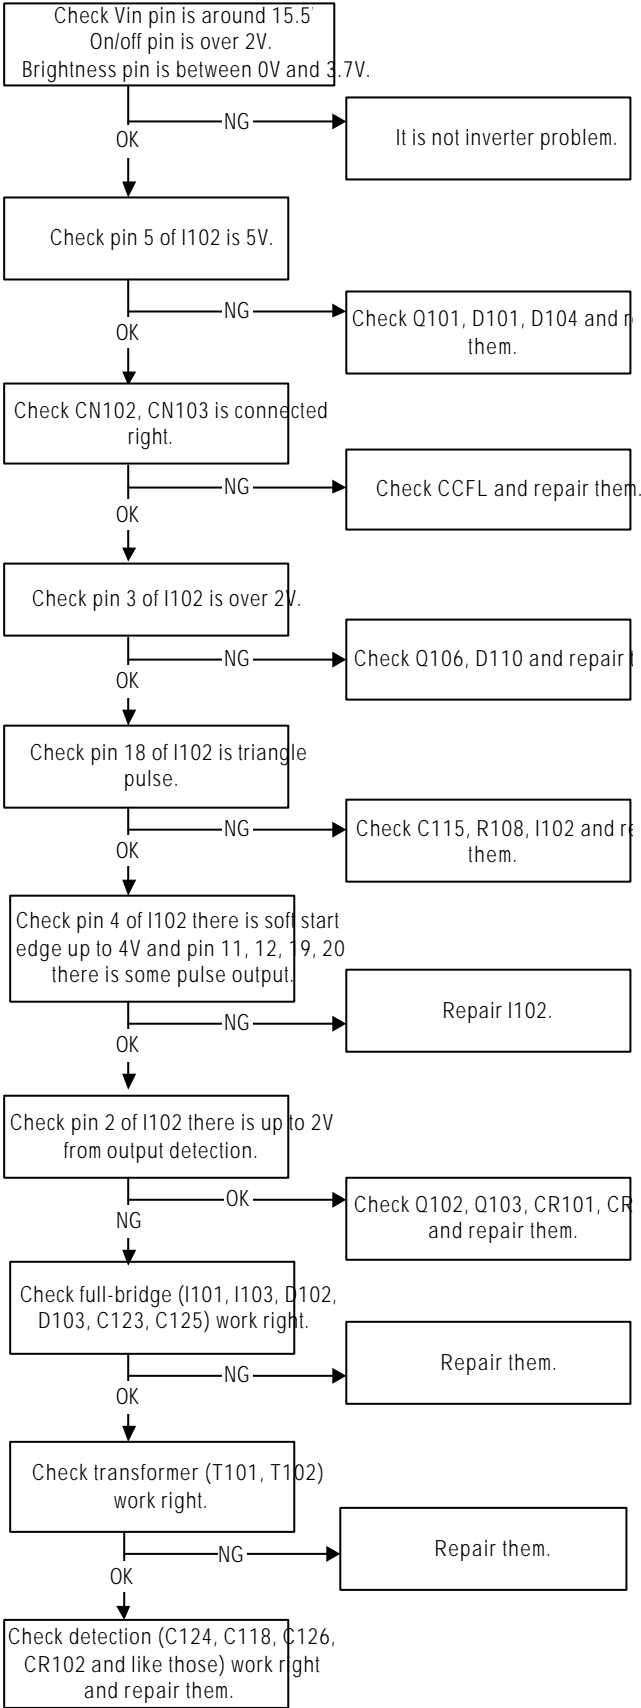 Check Vin pin is around 15.5
On/off pin is over 2V.
Brightness pin is between 0V and 3.7V.
NG
It is not inverter problem.
OK
Check pin 5 of I102 is 5V.
NG
Check Q101, D101, D104 and
them.
OK
Check CN102, CN103 is connected
right.
NG
Check CCFL and repair them.
OK
Check pin 3 of I102 is over 2V.
NG
Check Q106, D110 and repair
OK
Check pin 18 of I102 is triangle
pulse.
NG
Check C115, R108, I102 and
them.
OK
Check pin 4 of I102 there is soft start
edge up to 4V and pin 11, 12, 19, 20
there is some pulse output.
NG
Repair I102.
OK
Check pin 2 of I102 there is up to 2V
from output detection.
OK
Check Q102, Q103, CR101,
and repair them.
NG
Check full-bridge (I101, I103, D102,
D103, C123, C125) work right.
NG
Repair them.
OK
Check transformer (T101, T102)
work right.
NG
Repair them.
OK
Check detection (C124, C118, C126,
CR102 and like those) work right
and repair them.